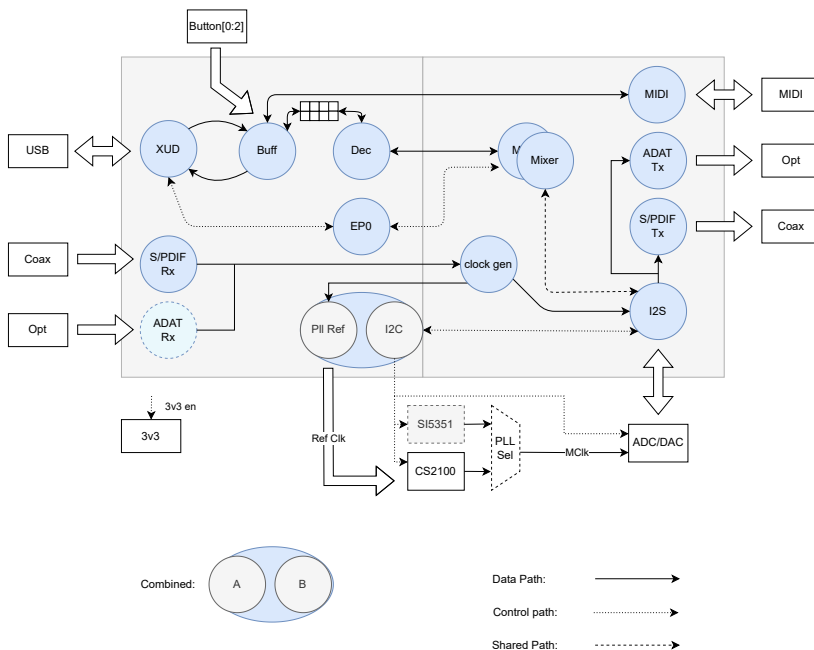 Button[0:2]
MIDI
MIDI
USB
XUD
Buff
Dec
M
Mixer
ADAT
Tx
Opt
EP0
S/PDIF
Tx
Coax
Coax
S/PDIF
Rx
clock gen
Opt
ADAT
Rx
Pll Ref
I2C
I2S
3v3 en
3v3
Ref Clk
SI5351
CS2100
PLL
Sel
MClk
ADC/DAC
Combined:
A
B
Data Path:
Control path:
Shared Path: